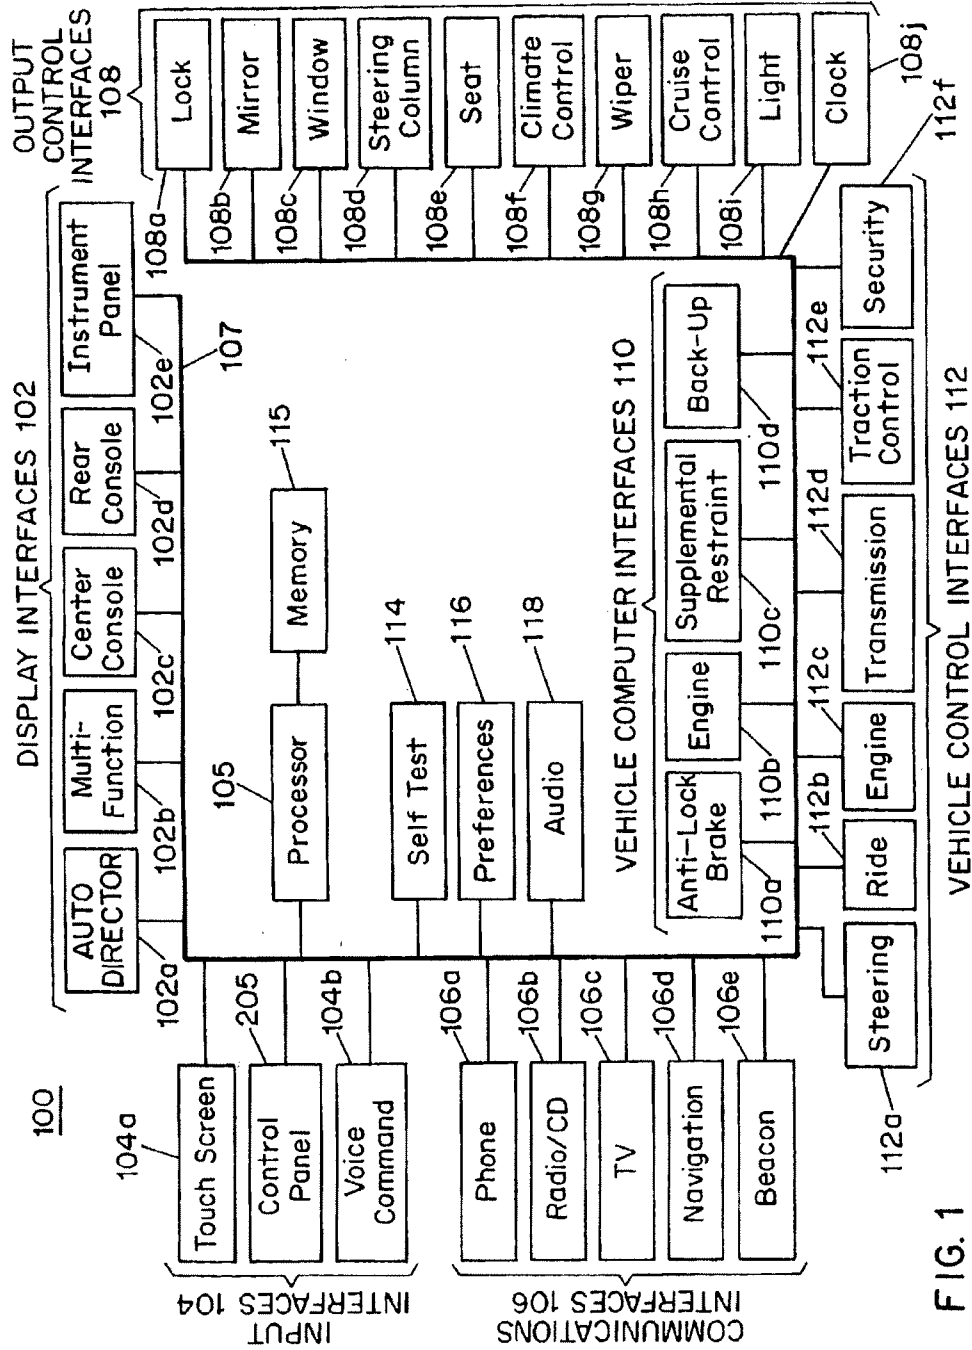 100
DISPLAY INTERFACES 102
AUTO
DIRECTOR
102a
Multi-
Function
102b
Center
Console
102c
Rear
Console
102d
Instrument
Panel
102e
107
OUTPUT
CONTROL
INTERFACES
108
Lock
108a
Mirror
108b
Window
108c
Steering
Column
108d
Seat
108e
Climate
Control
108f
Wiper
108g
Cruise
Control
108h
Light
108i
Clock
108j
INPUT
INTERFACES 104
104a
Touch Screen
Control
Panel
205
Voice
Command
104b
105
Processor
Memory
115
Self Test
114
Preferences
116
Audio
118
COMMUNICATIONS
INTERFACES 106
Phone
106a
Radio/CD
106b
TV
106c
Navigation
106d
Beacon
106e
VEHICLE COMPUTER INTERFACES 110
Anti-Lock
Brake
110a
Engine
110b
Supplemental
Restraint
110c
Back-Up
110d
Steering
112a
Ride
112b
Engine
112c
Transmission
112d
Traction
Control
112e
Security
112f
VEHICLE CONTROL INTERFACES 112
FIG. 1